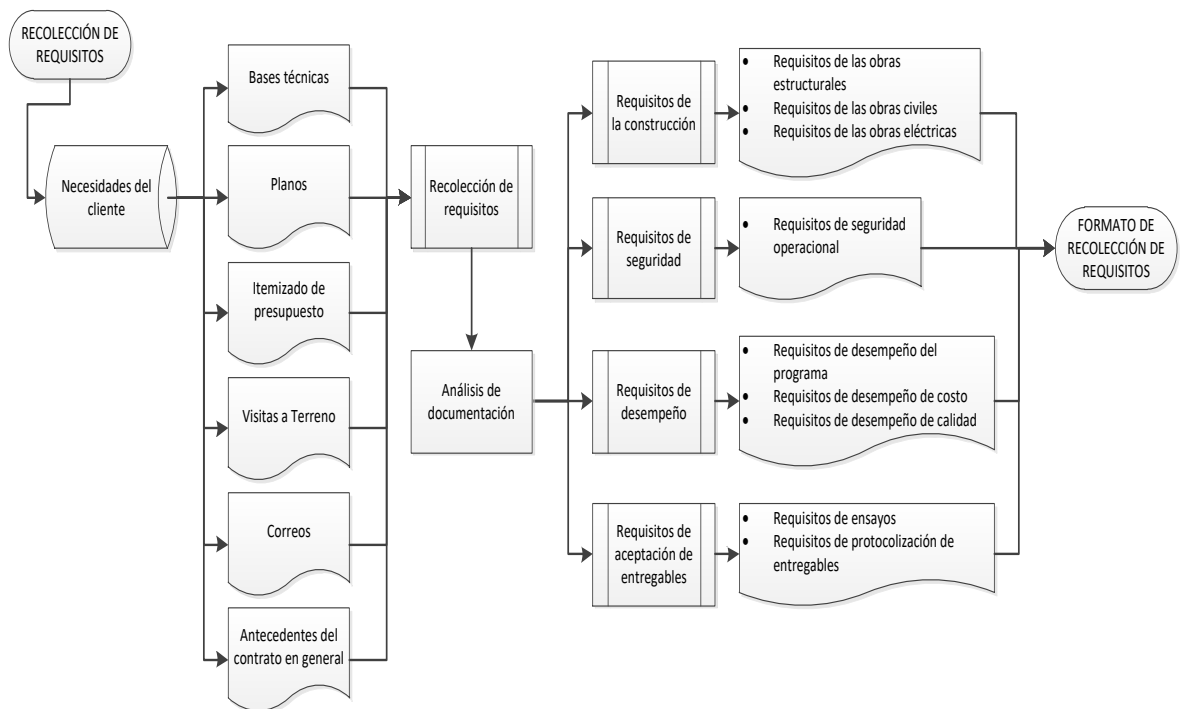 RECOLECCIÓN DE
REQUISITOS
Necesidades del
cliente
Bases técnicas
Planos
Itemizado de
presupuesto
Visitas a Terreno
Correos
Antecedentes del
contrato en general
Recolección de
requisitos
Análisis de
documentación
Requisitos de
la construcción
• Requisitos de las obras
estructurales
• Requisitos de las obras civiles
• Requisitos de las obras eléctricas
Requisitos de
seguridad
• Requisitos de seguridad
operacional
Requisitos de
desempeño
• Requisitos de desempeño del
programa
• Requisitos de desempeño de costo
• Requisitos de desempeño de calidad
Requisitos de
aceptación de
entregables
• Requisitos de ensayos
• Requisitos de protocolización de
entregables
FORMATO DE
RECOLECCIÓN DE
REQUISITOS